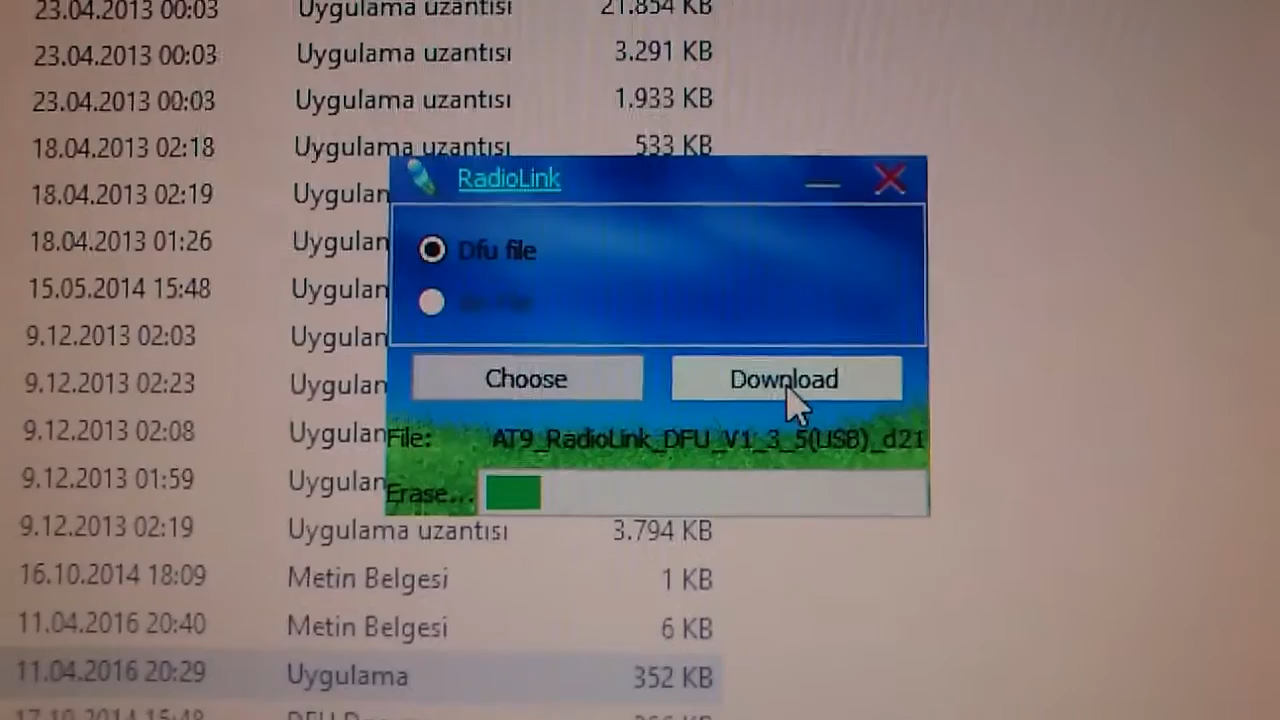 23.04.2013 00:03 Uygulama uzantısı 21.854 KB
23.04.2013 00:03 Uygulama uzantısı 3.291 KB
23.04.2013 00:03 Uygulama uzantısı 1.933 KB
18.04.2013 02:18 Uygulama uzantısı 533 KB
RadioLink
18.04.2013 02:19 Uygulan
Dfu file
18.04.2013 01:26 Uygulan
15.05.2014 15:48 Uygulan
9.12.2013 02:03 Uygulan
Choose Download
9.12.2013 02:23 Uygulan
9.12.2013 02:08 Uygulan
File: AT9_RadioLink_DFU_V1_3_5(USB)_d21
9.12.2013 01:59 Uygulan
Erase...
9.12.2013 02:19 Uygulama uzantısı 3.794 KB
16.10.2014 18:09 Metin Belgesi 1 KB
11.04.2016 20:40 Metin Belgesi 6 KB
11.04.2016 20:29 Uygulama 352 KB
17.10.2014 15:48